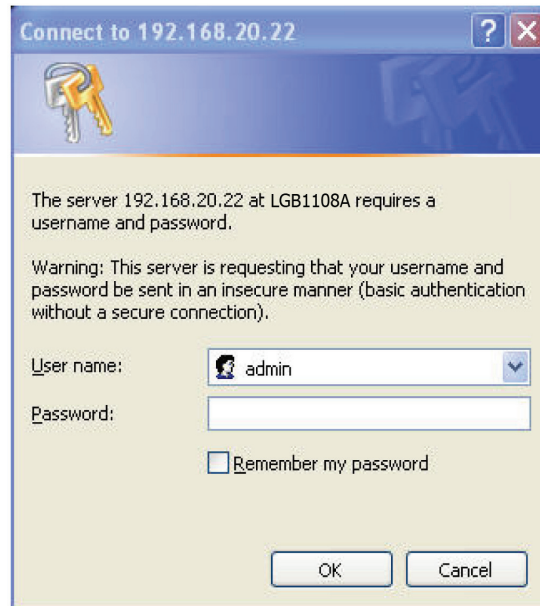 Connect to 192.168.20.22
?
The server 192.168.20.22 at LGB1108A requires a
username and password.
Warning: This server is requesting that your username and
password be sent in an insecure manner (basic authentication
without a secure connection).
User name:
admin
Password:
Remember my password
OK
Cancel